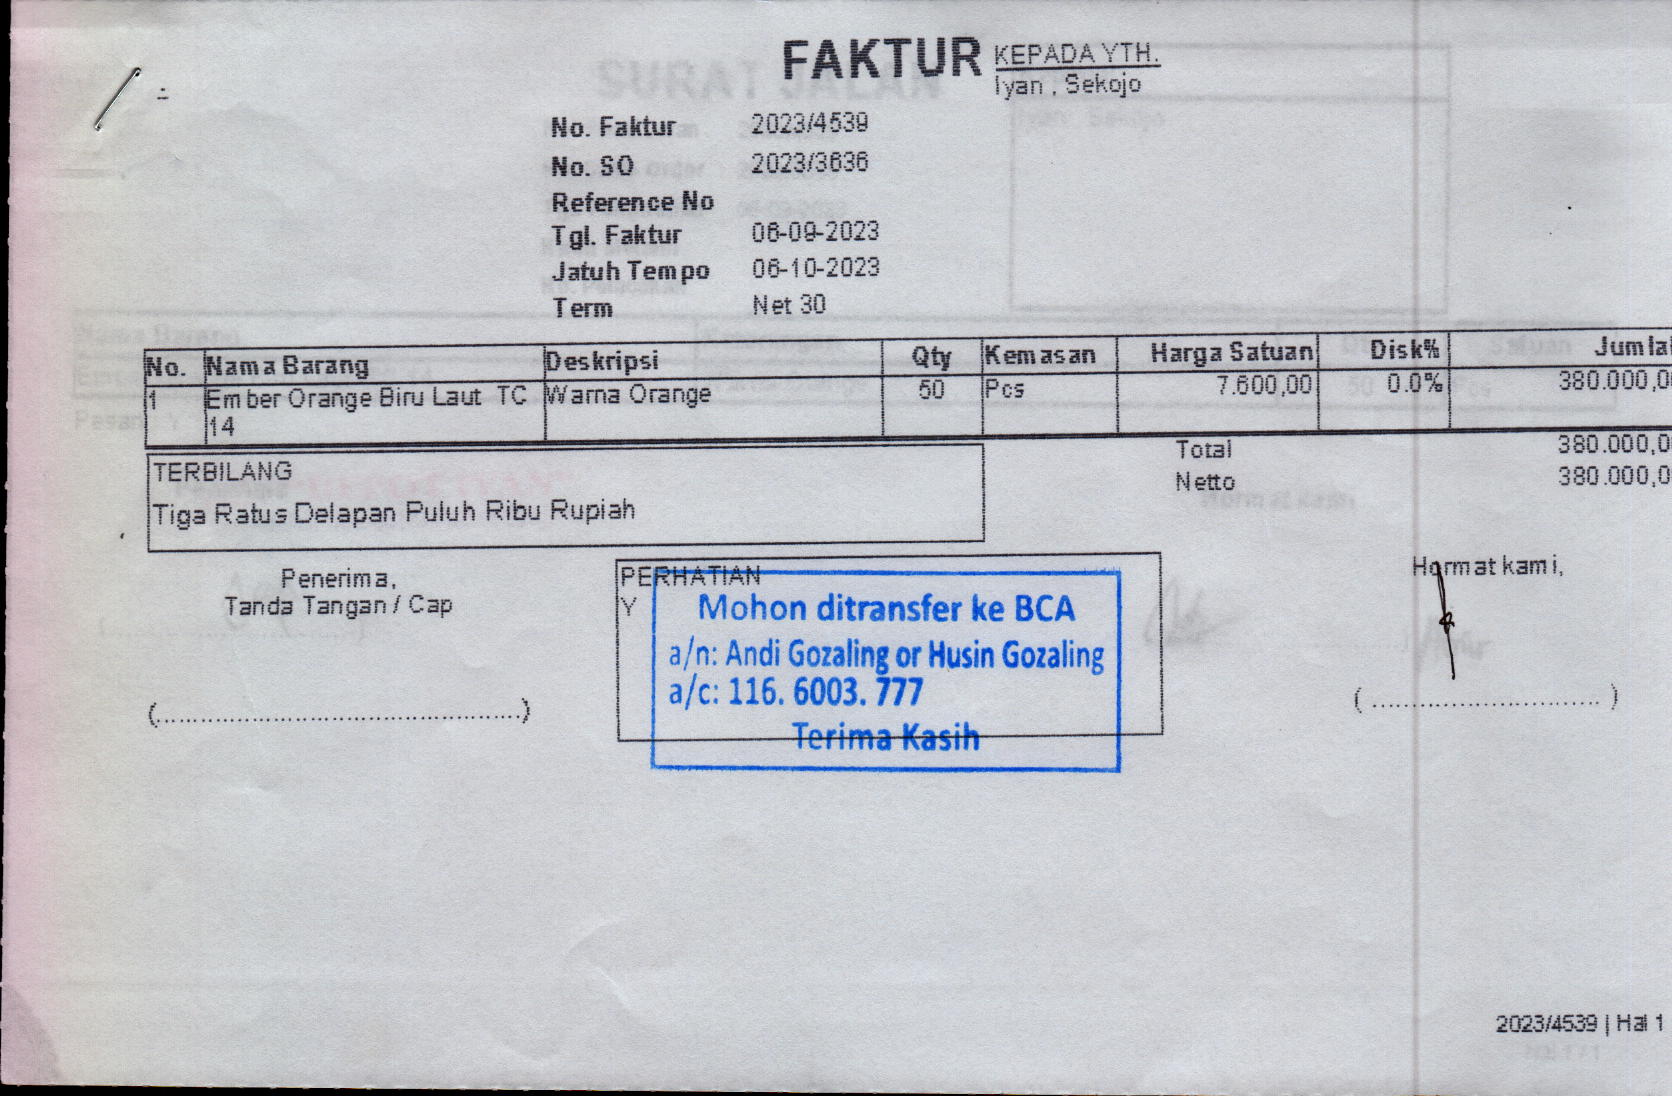 FAKTUR
KEPADA YTH.
Iyan , Sekojo
No. Faktur 2023/4539
No. SO 2023/3636
Reference No
Tgl. Faktur 06-09-2023
Jatuh Tempo 06-10-2023
Term Net 30
No. Nama Barang Deskripsi Qty Kemasan Harga Satuan Disk% Jumla
1 Ember Orange Biru Laut TC Warna Orange 50 Pcs 7.600,00 0.0% 380.000,0
14
Total 380.000,0
Netto 380.000,0
TERBILANG
Tiga Ratus Delapan Puluh Ribu Rupiah
Penerima,
Tanda Tangan / Cap
(................................................)
PERHATIAN
Y
Mohon ditransfer ke BCA
a/n: Andi Gozaling or Husin Gozaling
a/c: 116. 6003. 777
Terima Kasih
Hormat kami,
( .............................. )
2023/4539 | Hal 1